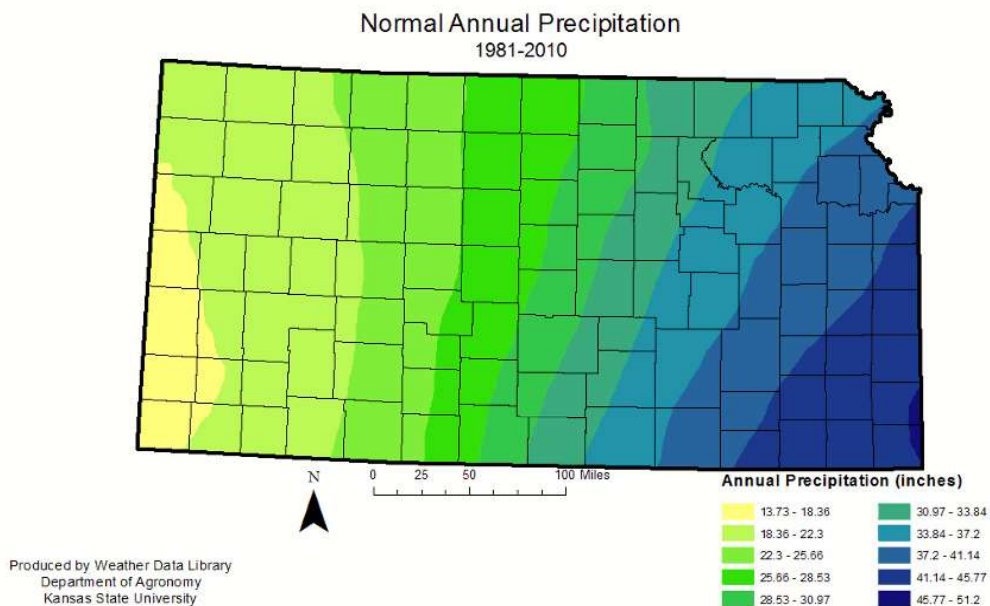 Normal Annual Precipitation
1981-2010
N
0 25 50 100 Miles
Annual Precipitation (inches)
13.73 - 18.36
18.36 - 22.3
22.3 - 25.66
25.66 - 28.53
28.53 - 30.97
30.97 - 33.84
33.84 - 37.2
37.2 - 41.14
41.14 - 45.77
45.77 - 51.2
Produced by Weather Data Library
Department of Agronomy
Kansas State University